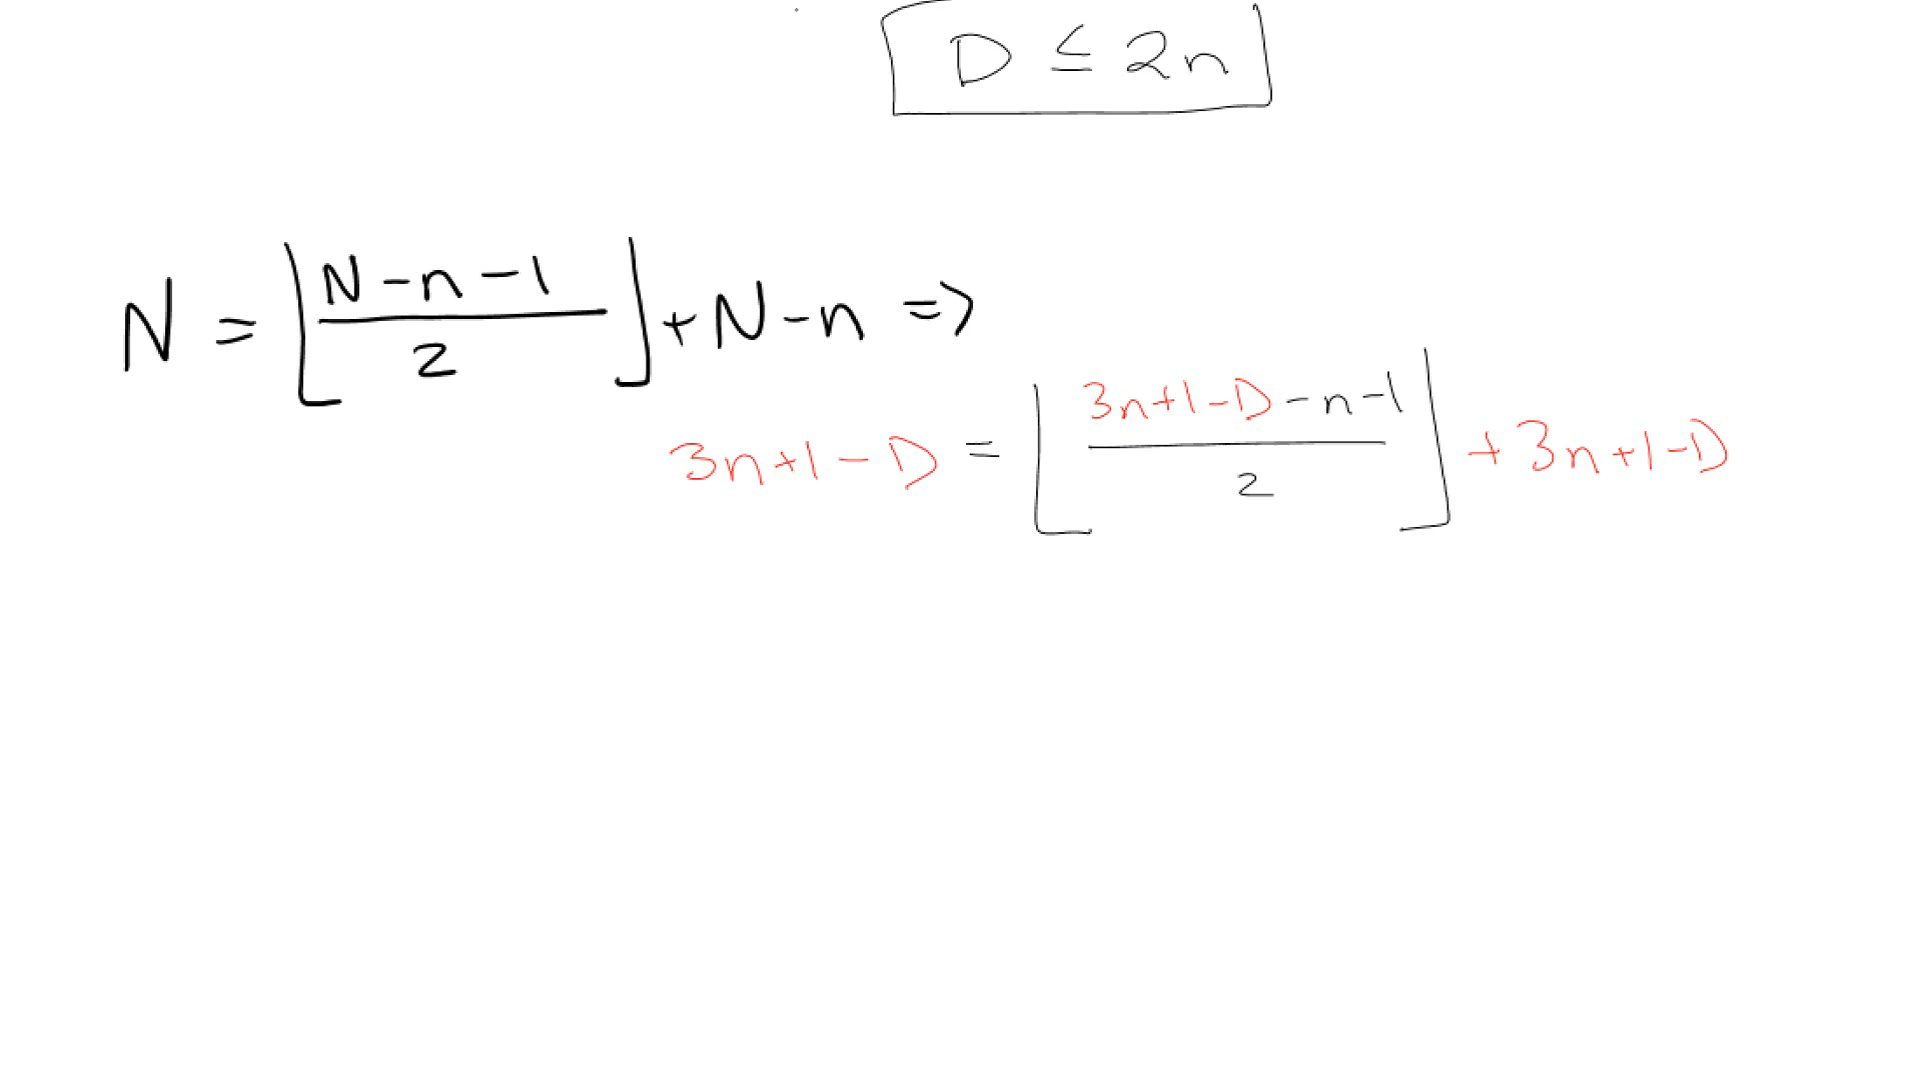 D ≤ 2n
N = ⌊(N-n-1)/2⌋ + N-n =>
3n+1-D = ⌊(3n+1-D-n-1)/2⌋ + 3n+1-D